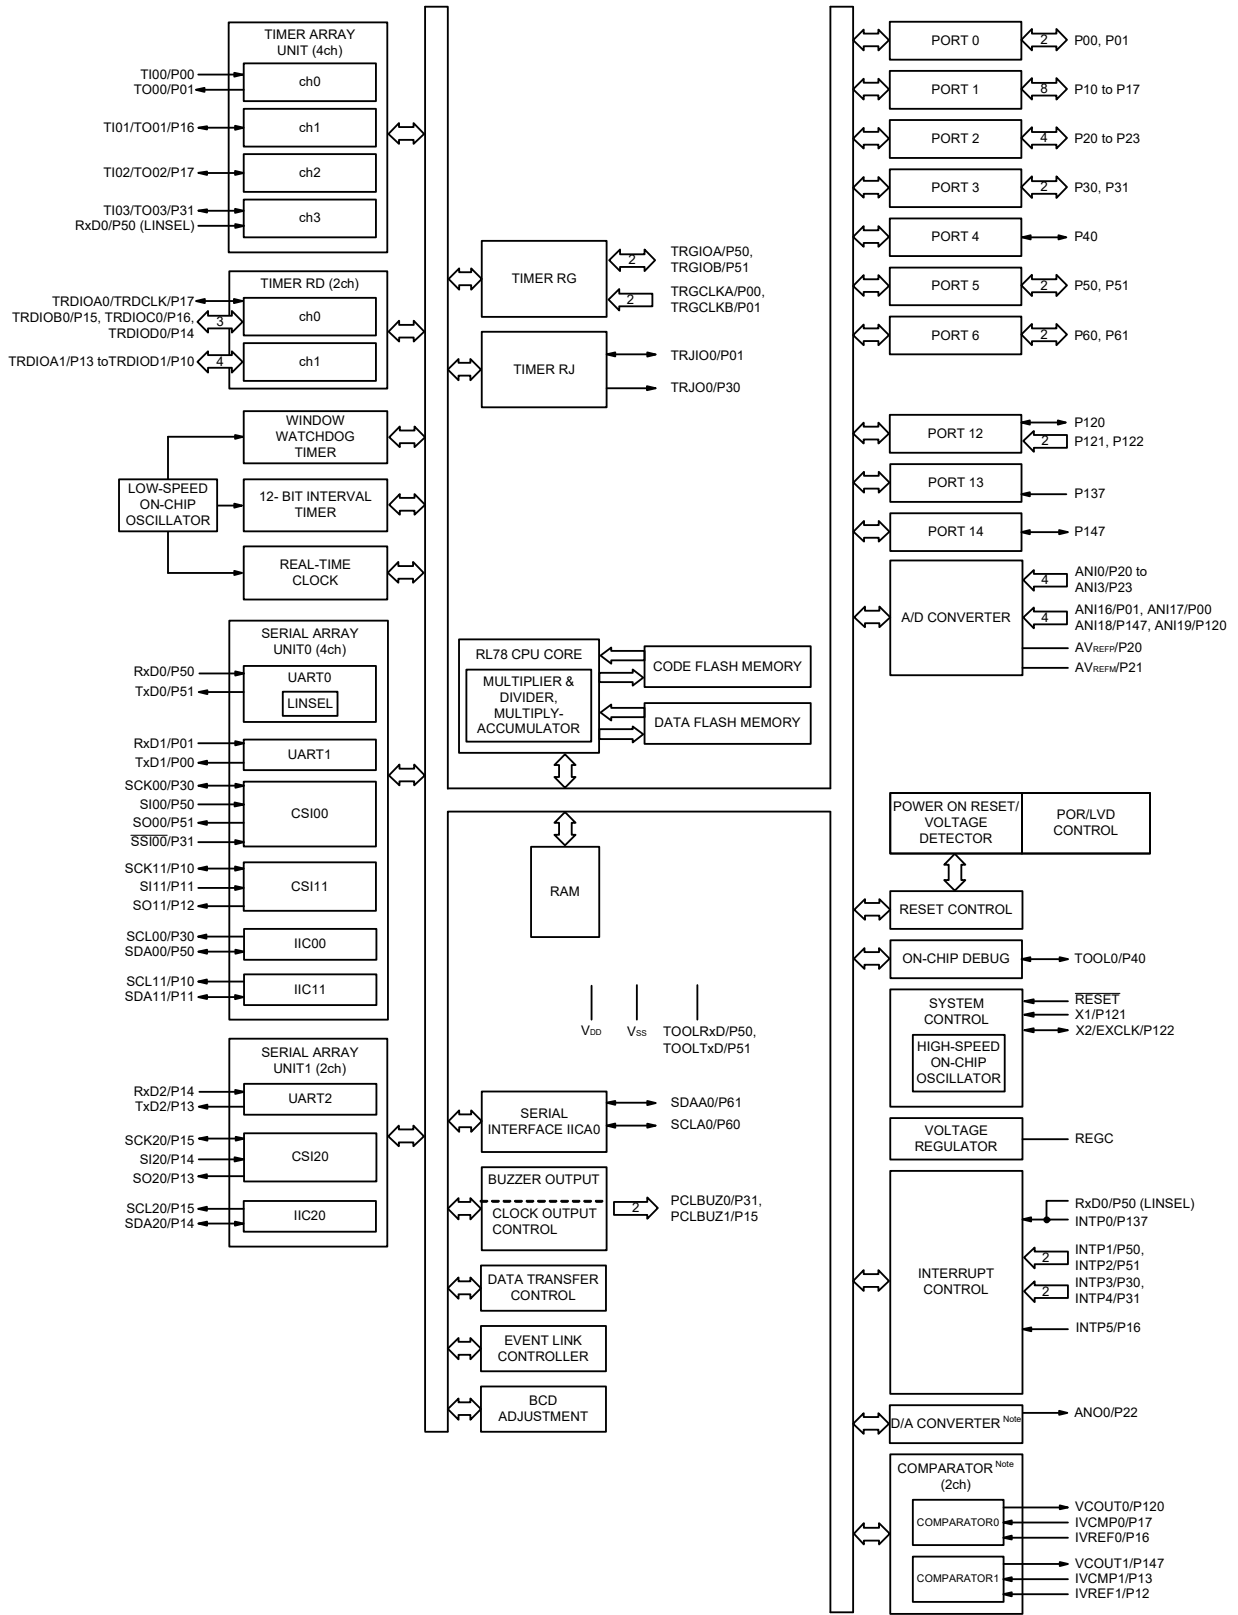 TIMER ARRAY
UNIT (4ch)
TI00/P00
TO00/P01
ch0
TI01/TO01/P16
ch1
TI02/TO02/P17
ch2
TI03/TO03/P31
RxD0/P50 (LINSEL)
ch3
TIMER RD (2ch)
TRDIOA0/TRDCLK/P17
TRDIOB0/P15, TRDIOC0/P16,
TRDIOD0/P14
3
ch0
TRDIOA1/P13 toTRDIOD1/P10
4
ch1
WINDOW
WATCHDOG
TIMER
LOW-SPEED
ON-CHIP
OSCILLATOR
12- BIT INTERVAL
TIMER
REAL-TIME
CLOCK
SERIAL ARRAY
UNIT0 (4ch)
RxD0/P50
TxD0/P51
UART0
LINSEL
RxD1/P01
TxD1/P00
UART1
SCK00/P30
SI00/P50
SO00/P51
SSI00/P31
CSI00
SCK11/P10
SI11/P11
SO11/P12
CSI11
SCL00/P30
SDA00/P50
IIC00
SCL11/P10
SDA11/P11
IIC11
SERIAL ARRAY
UNIT1 (2ch)
RxD2/P14
TxD2/P13
UART2
SCK20/P15
SI20/P14
SO20/P13
CSI20
SCL20/P15
SDA20/P14
IIC20
TIMER RG
2
TRGIOA/P50,
TRGIOB/P51
2
TRGCLKA/P00,
TRGCLKB/P01
TIMER RJ
TRJIO0/P01
TRJO0/P30
RL78 CPU CORE
MULTIPLIER &
DIVIDER,
MULTIPLY-
ACCUMULATOR
CODE FLASH MEMORY
DATA FLASH MEMORY
RAM
VDD
VSS
TOOLRxD/P50,
TOOLTxD/P51
SERIAL
INTERFACE IICA0
SDAA0/P61
SCLA0/P60
BUZZER OUTPUT
CLOCK OUTPUT
CONTROL
2
PCLBUZ0/P31,
PCLBUZ1/P15
DATA TRANSFER
CONTROL
EVENT LINK
CONTROLLER
BCD
ADJUSTMENT
PORT 0
2
P00, P01
PORT 1
8
P10 to P17
PORT 2
4
P20 to P23
PORT 3
2
P30, P31
PORT 4
P40
PORT 5
2
P50, P51
PORT 6
2
P60, P61
PORT 12
P120
2
P121, P122
PORT 13
P137
PORT 14
P147
A/D CONVERTER
4
ANI0/P20 to
ANI3/P23
4
ANI16/P01, ANI17/P00
ANI18/P147, ANI19/P120
AVREFP/P20
AVREFM/P21
POWER ON RESET/
VOLTAGE
DETECTOR
POR/LVD
CONTROL
RESET CONTROL
ON-CHIP DEBUG
TOOL0/P40
SYSTEM
CONTROL
HIGH-SPEED
ON-CHIP
OSCILLATOR
RESET
X1/P121
X2/EXCLK/P122
VOLTAGE
REGULATOR
REGC
INTERRUPT
CONTROL
RxD0/P50 (LINSEL)
INTP0/P137
2
INTP1/P50,
INTP2/P51
2
INTP3/P30,
INTP4/P31
INTP5/P16
D/A CONVERTER Note
ANO0/P22
COMPARATOR Note
(2ch)
COMPARATOR0
VCOUT0/P120
IVCMP0/P17
IVREF0/P16
COMPARATOR1
VCOUT1/P147
IVCMP1/P13
IVREF1/P12